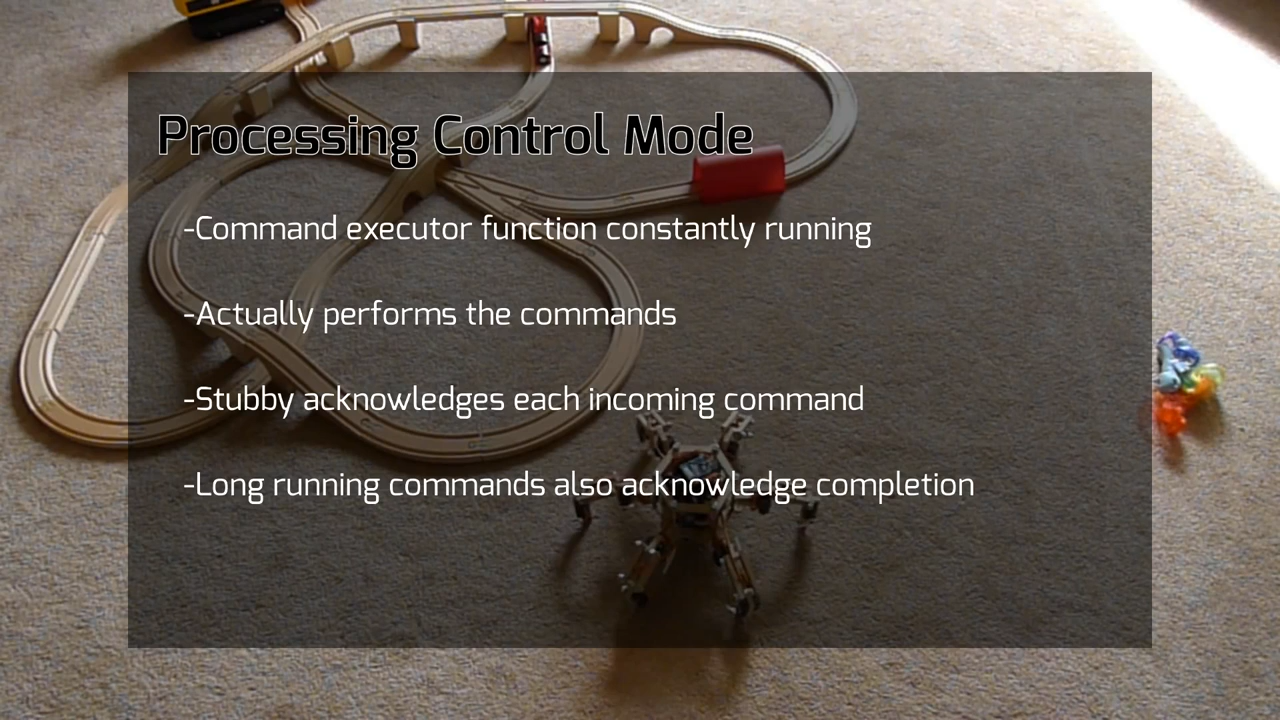 Processing Control Mode
-Command executor function constantly running
-Actually performs the commands
-Stubby acknowledges each incoming command
-Long running commands also acknowledge completion